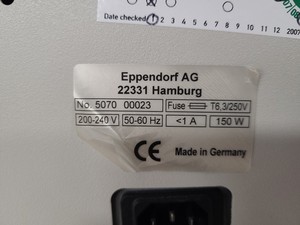 Date checked 1 2 3 4 5 6 7 8 9 10 11 12 2007
Eppendorf AG
22331 Hamburg
No. 5070 00023 Fuse T6,3/250V
200-240 V 50-60 Hz <1 A 150 W
CE Made in Germany